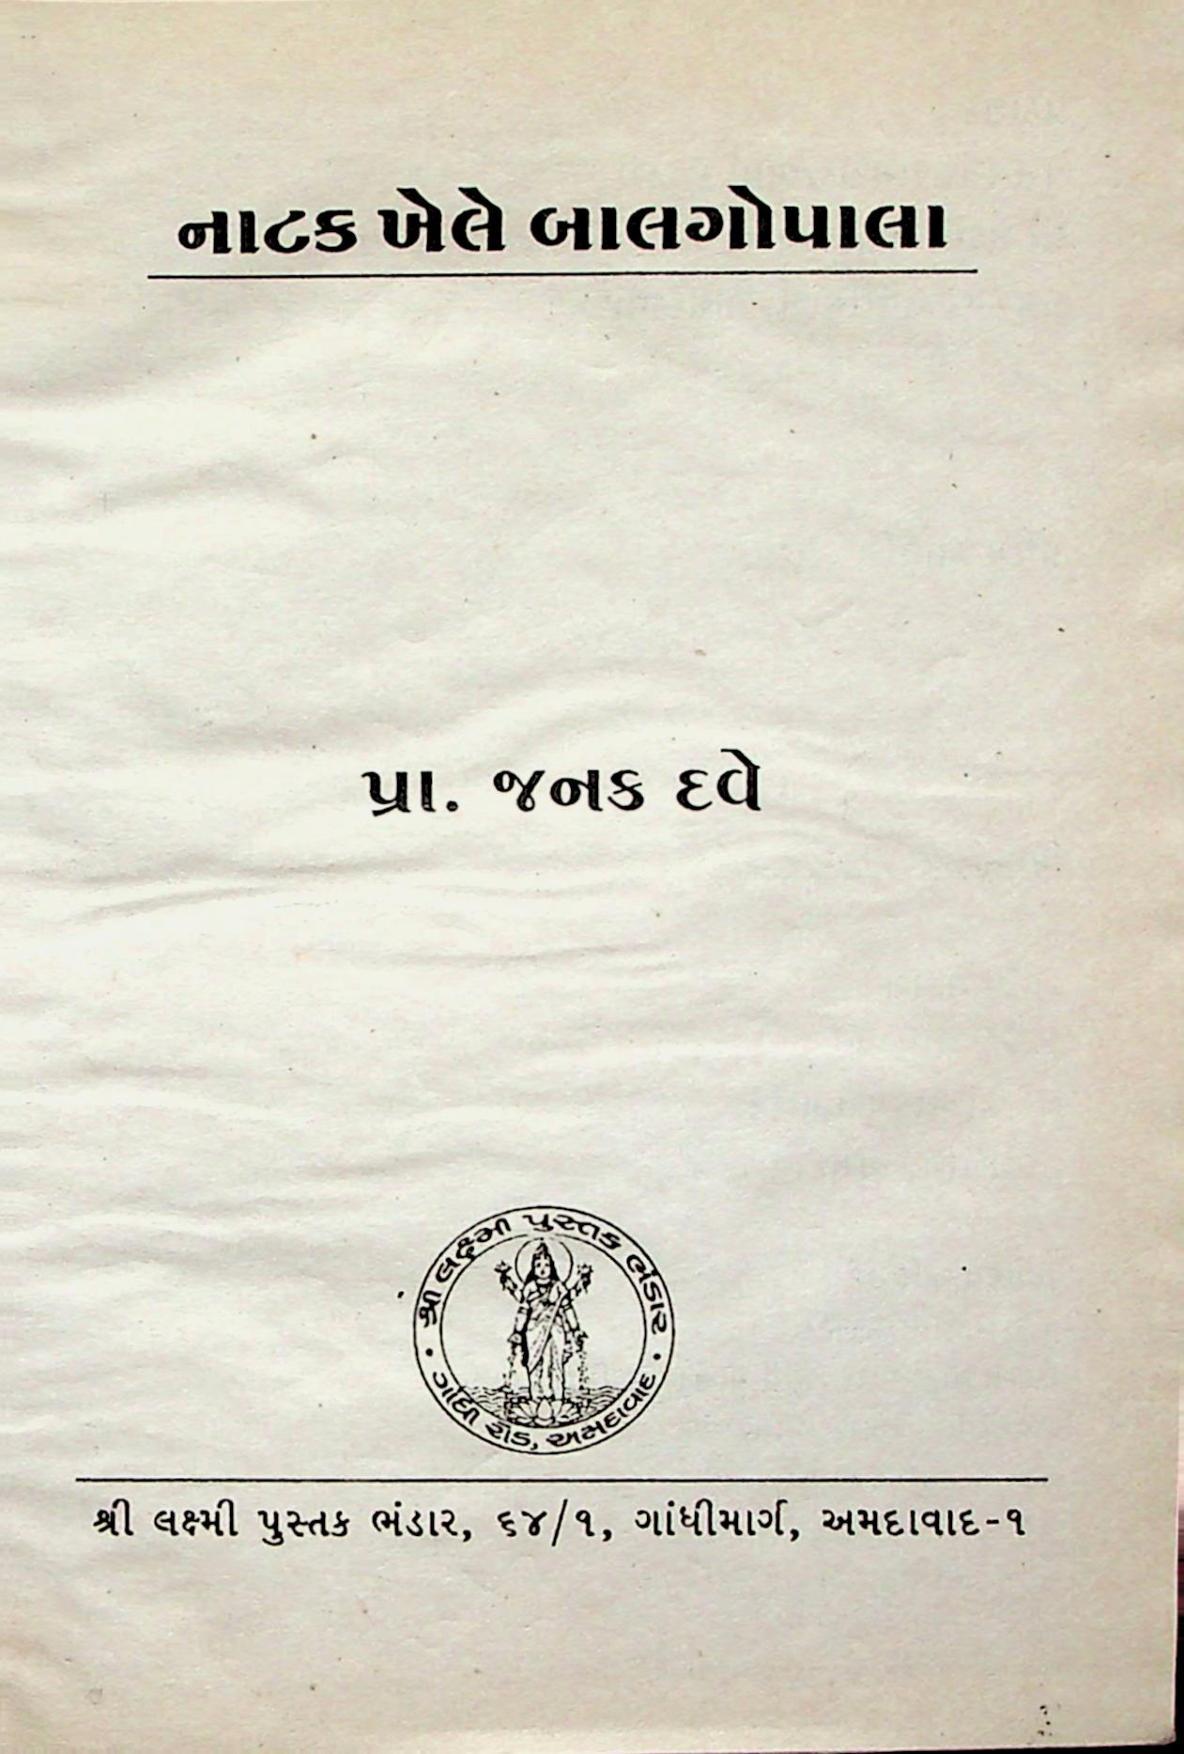 નાટક ખેલે બાલગોપાલા
પ્રા. જનક દવે
શ્રી લક્ષ્મી પુસ્તક ભંડાર
ગાંધી રોડ, અમદાવાદ
શ્રી લક્ષ્મી પુસ્તક ભંડાર, ૬૪/૧, ગાંધીમાર્ગ, અમદાવાદ-૧